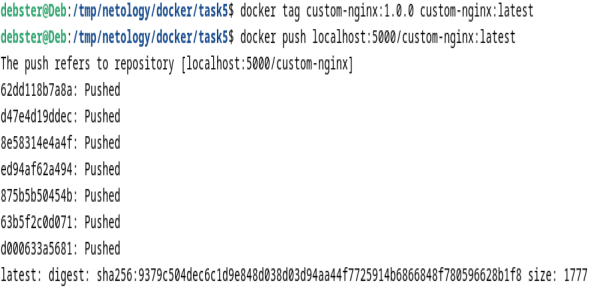 debster@Deb:/tmp/netology/docker/task5$ docker tag custom-nginx:1.0.0 custom-nginx:latest
debster@Deb:/tmp/netology/docker/task5$ docker push localhost:5000/custom-nginx:latest
The push refers to repository [localhost:5000/custom-nginx]
62dd118b7a8a: Pushed
d47e4d19ddec: Pushed
8e58314e4a4f: Pushed
ed94af62a494: Pushed
875b5b50454b: Pushed
63b5f2c0d071: Pushed
d000633a5681: Pushed
latest: digest: sha256:9379c504dec6c1d9e848d038d03d94aa44f7725914b6866848f780596628b1f8 size: 1777